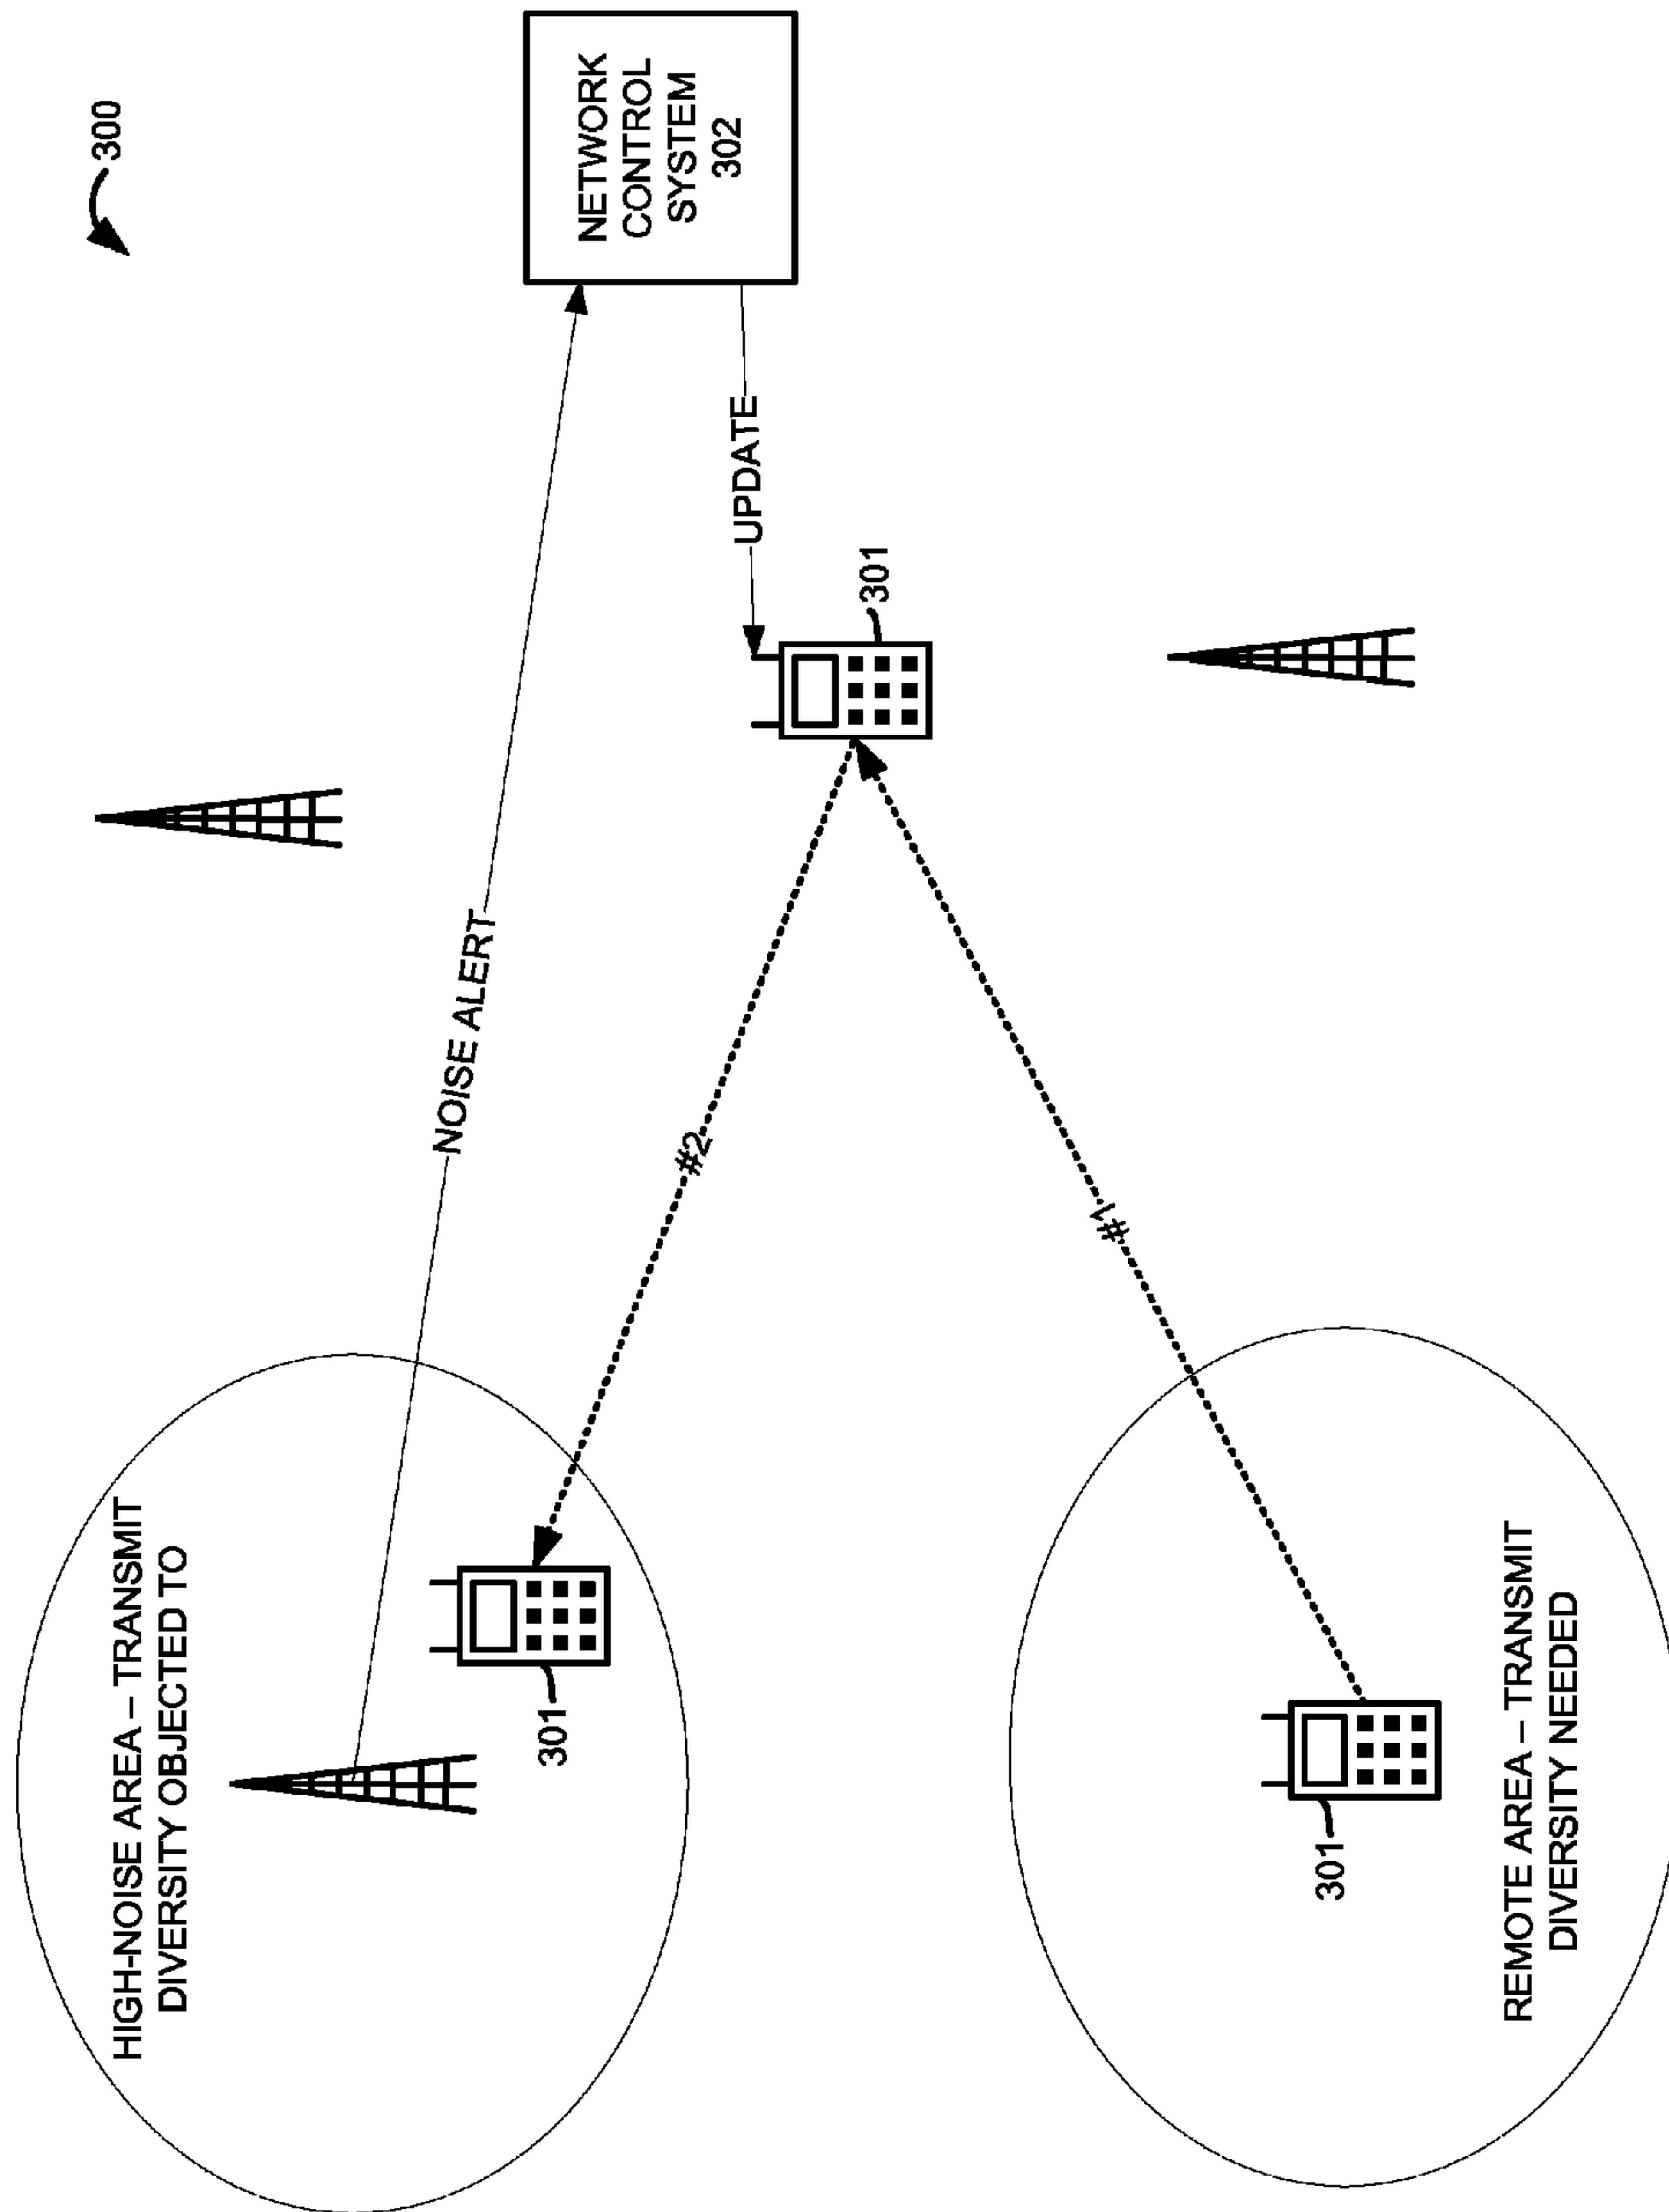 300
HIGH-NOISE AREA – TRANSMIT
DIVERSITY OBJECTED TO
NETWORK
CONTROL
SYSTEM
302
NOISE ALERT
UPDATE
301
#2
301
#1
301
REMOTE AREA – TRANSMIT
DIVERSITY NEEDED